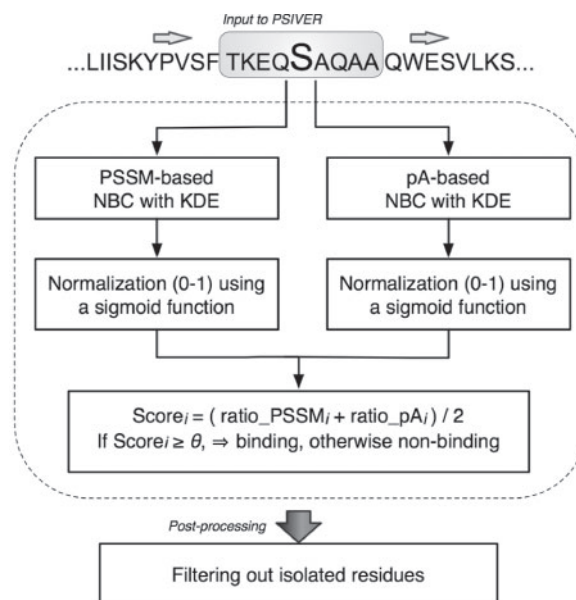 Input to PSIVER
...LIISKYPVSF TKEQSAQAA QWESVLKS...
PSSM-based
NBC with KDE
pA-based
NBC with KDE
Normalization (0-1) using
a sigmoid function
Normalization (0-1) using
a sigmoid function
Scoreᵢ = ( ratio_PSSMᵢ + ratio_pAᵢ ) / 2
If Scoreᵢ ≥ θ, ⇒ binding, otherwise non-binding
Post-processing
Filtering out isolated residues